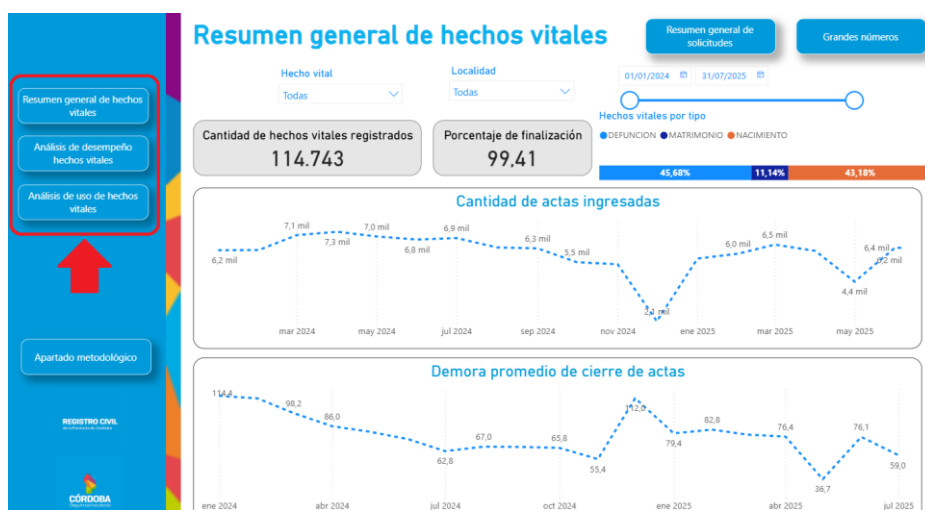 Resumen general de hechos vitales
Resumen general de
solicitudes
Grandes números
Hecho vital
Todas
Localidad
Todas
01/01/2024
31/07/2025
Resumen general de hechos
vitales
Análisis de desempeño
hechos vitales
Análisis de uso de hechos
vitales
Apartado metodológico
REGISTRO CIVIL
CÓRDOBA
Cantidad de hechos vitales registrados
114.743
Porcentaje de finalización
99,41
Hechos vitales por tipo
DEFUNCION MATRIMONIO NACIMIENTO
45,68% 11,14% 43,18%
Cantidad de actas ingresadas
6,2 mil
7,1 mil
7,3 mil
7,0 mil
6,8 mil
6,9 mil
6,3 mil
5,5 mil
2,1 mil
6,0 mil
6,5 mil
4,4 mil
6,4 mil
6,2 mil
mar 2024 may 2024 jul 2024 sep 2024 nov 2024 ene 2025 mar 2025 may 2025
Demora promedio de cierre de actas
114,4
98,2
86,0
62,8
67,0
65,8
55,4
112,0
79,4
82,8
76,4
36,7
76,1
59,0
ene 2024 abr 2024 jul 2024 oct 2024 ene 2025 abr 2025 jul 2025